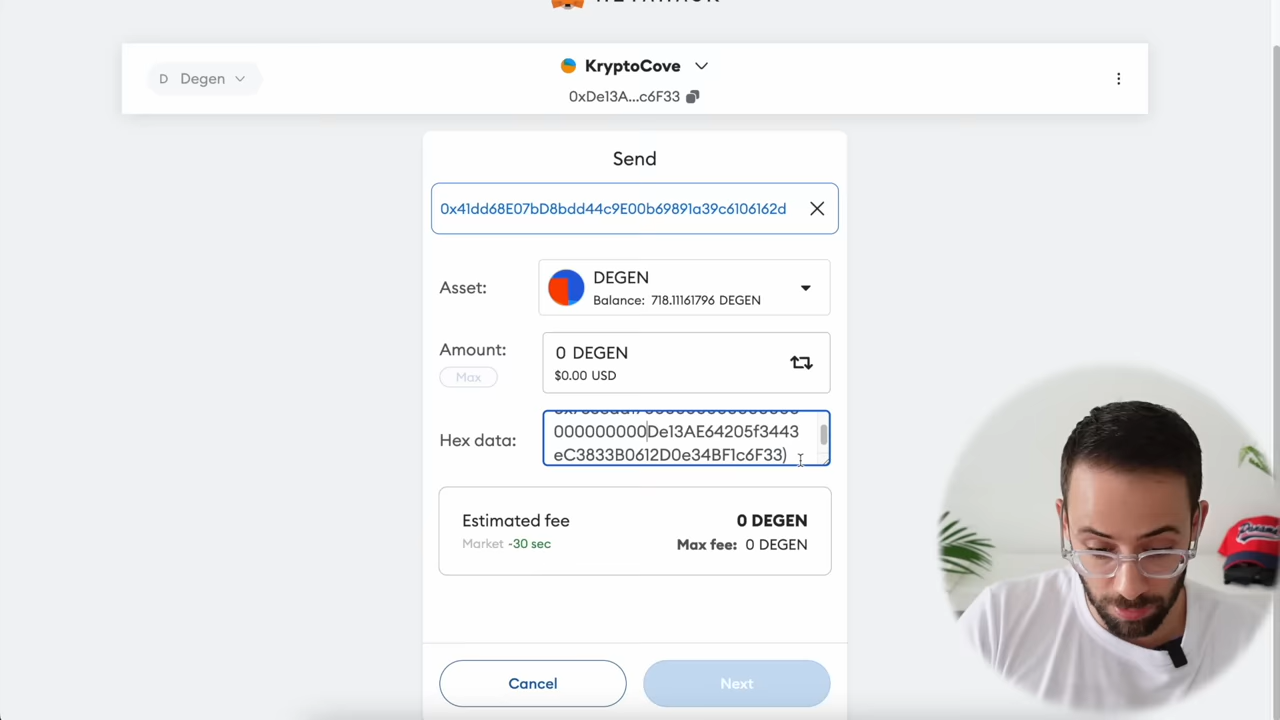 D Degen
KryptoCove
0xDe13A...c6F33
Send
0x41dd68E07bD8bdd44c9E00b69891a39c6106162d
Asset:
DEGEN
Balance: 718.11161796 DEGEN
Amount:
Max
0 DEGEN
$0.00 USD
Hex data:
000000000De13AE64205f3443
eC3833B0612D0e34BF1c6F33)
Estimated fee
0 DEGEN
Market ~30 sec
Max fee: 0 DEGEN
Cancel
Next